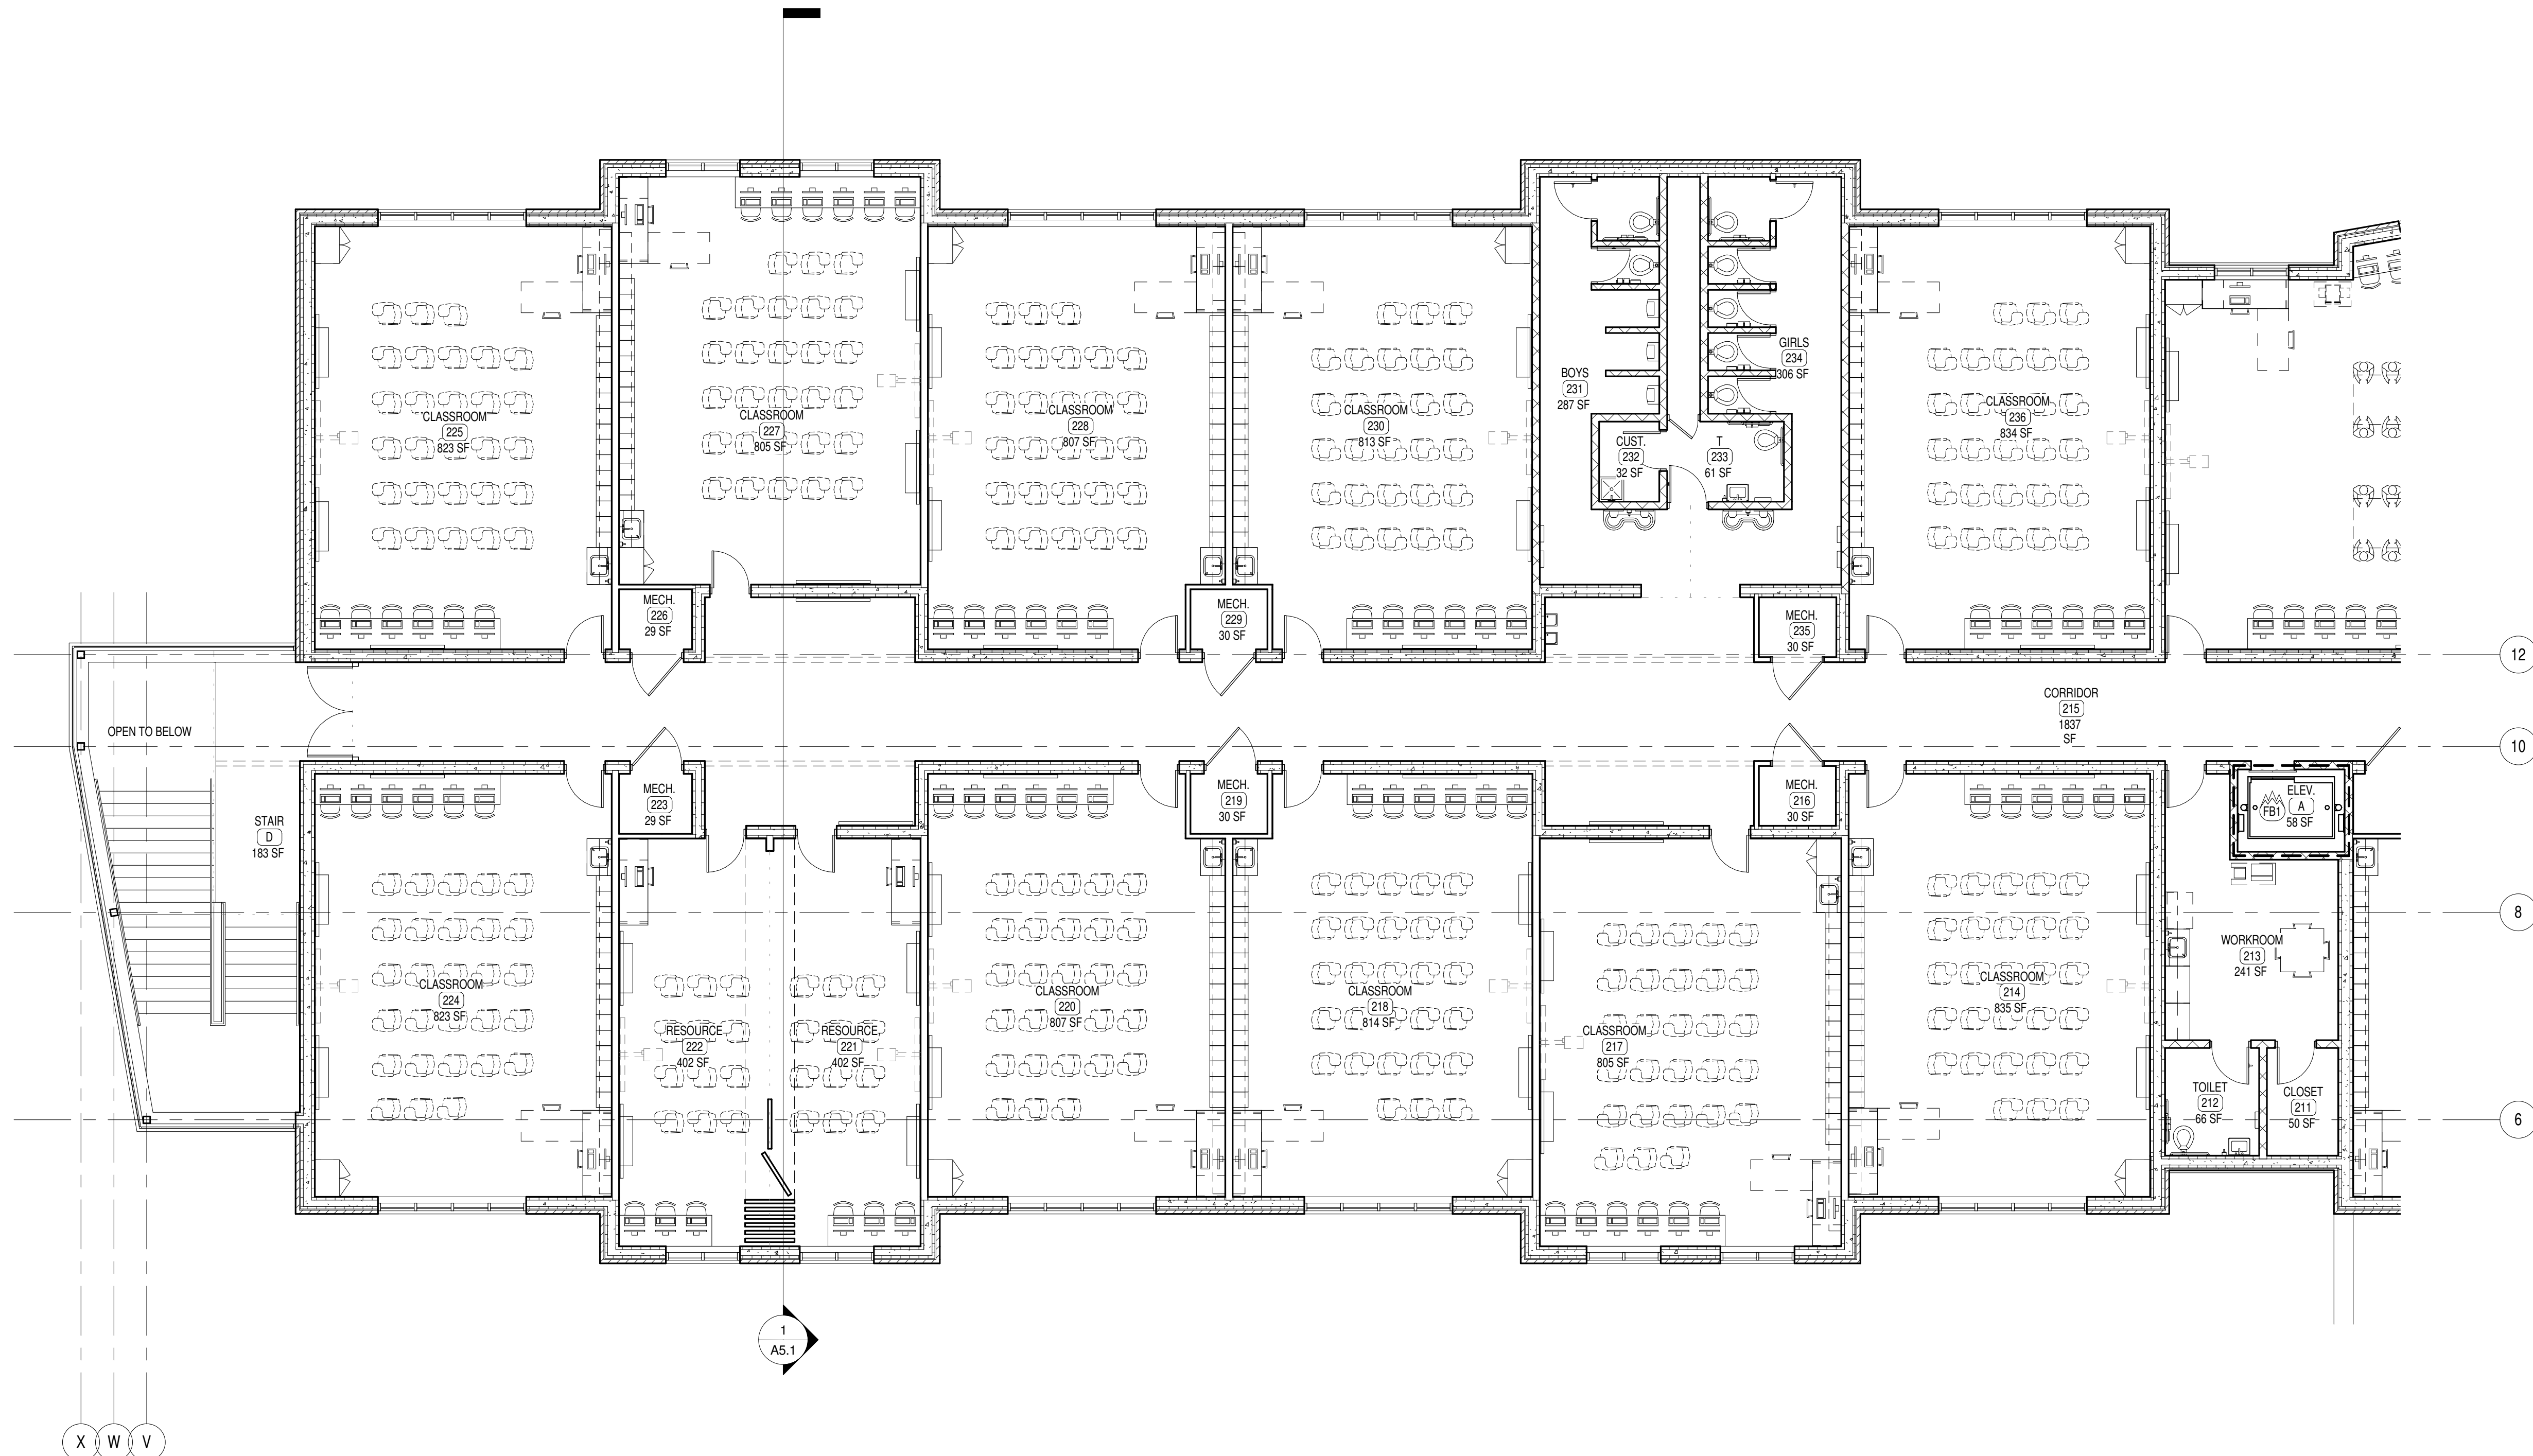 CLASSROOM
225
823 SF
CLASSROOM
227
805 SF
CLASSROOM
228
807 SF
CLASSROOM
230
813 SF
BOYS
231
287 SF
GIRLS
234
306 SF
CUST.
232
32 SF
T
233
61 SF
CLASSROOM
236
834 SF
MECH.
226
29 SF
MECH.
229
30 SF
MECH.
235
30 SF
12
OPEN TO BELOW
CORRIDOR
215
1837
SF
10
STAIR
D
183 SF
MECH.
223
29 SF
MECH.
219
30 SF
MECH.
216
30 SF
FB1
ELEV.
A
58 SF
8
CLASSROOM
224
823 SF
RESOURCE
222
402 SF
RESOURCE
221
402 SF
CLASSROOM
220
807 SF
CLASSROOM
218
814 SF
CLASSROOM
217
805 SF
CLASSROOM
214
835 SF
WORKROOM
213
241 SF
TOILET
212
66 SF
CLOSET
211
50 SF
6
1
A5.1
X
W
V